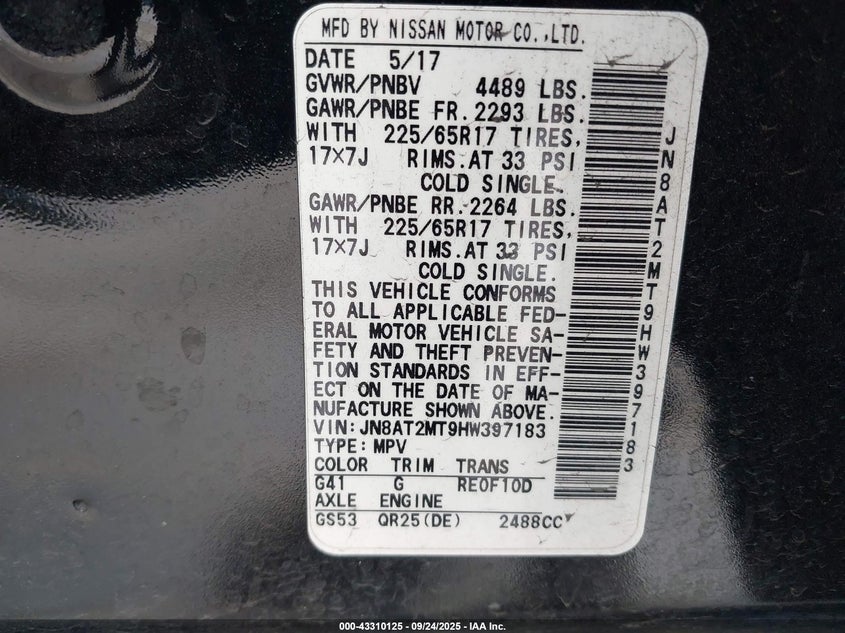 MFD BY NISSAN MOTOR CO.,LTD.
DATE 5/17
GVWR/PNBV 4489 LBS.
GAWR/PNBE FR.2293 LBS.
WITH 225/65R17 TIRES,
17×7J RIMS.AT 33 PSI
COLD SINGLE.
GAWR/PNBE RR.2264 LBS.
WITH 225/65R17 TIRES,
17×7J RIMS.AT 33 PSI
COLD SINGLE.
THIS VEHICLE CONFORMS
TO ALL APPLICABLE FED-
ERAL MOTOR VEHICLE SA-
FETY AND THEFT PREVEN-
TION STANDARDS IN EFF-
ECT ON THE DATE OF MA-
NUFACTURE SHOWN ABOVE.
VIN:JN8AT2MT9HW397183
TYPE:MPV
COLOR TRIM TRANS
G41 G RE0F10D
AXLE ENGINE
GS53 QR25(DE) 2488CC
JN8AT2MT9HW397183
000-43310125 - 09/24/2025 - IAA Inc.